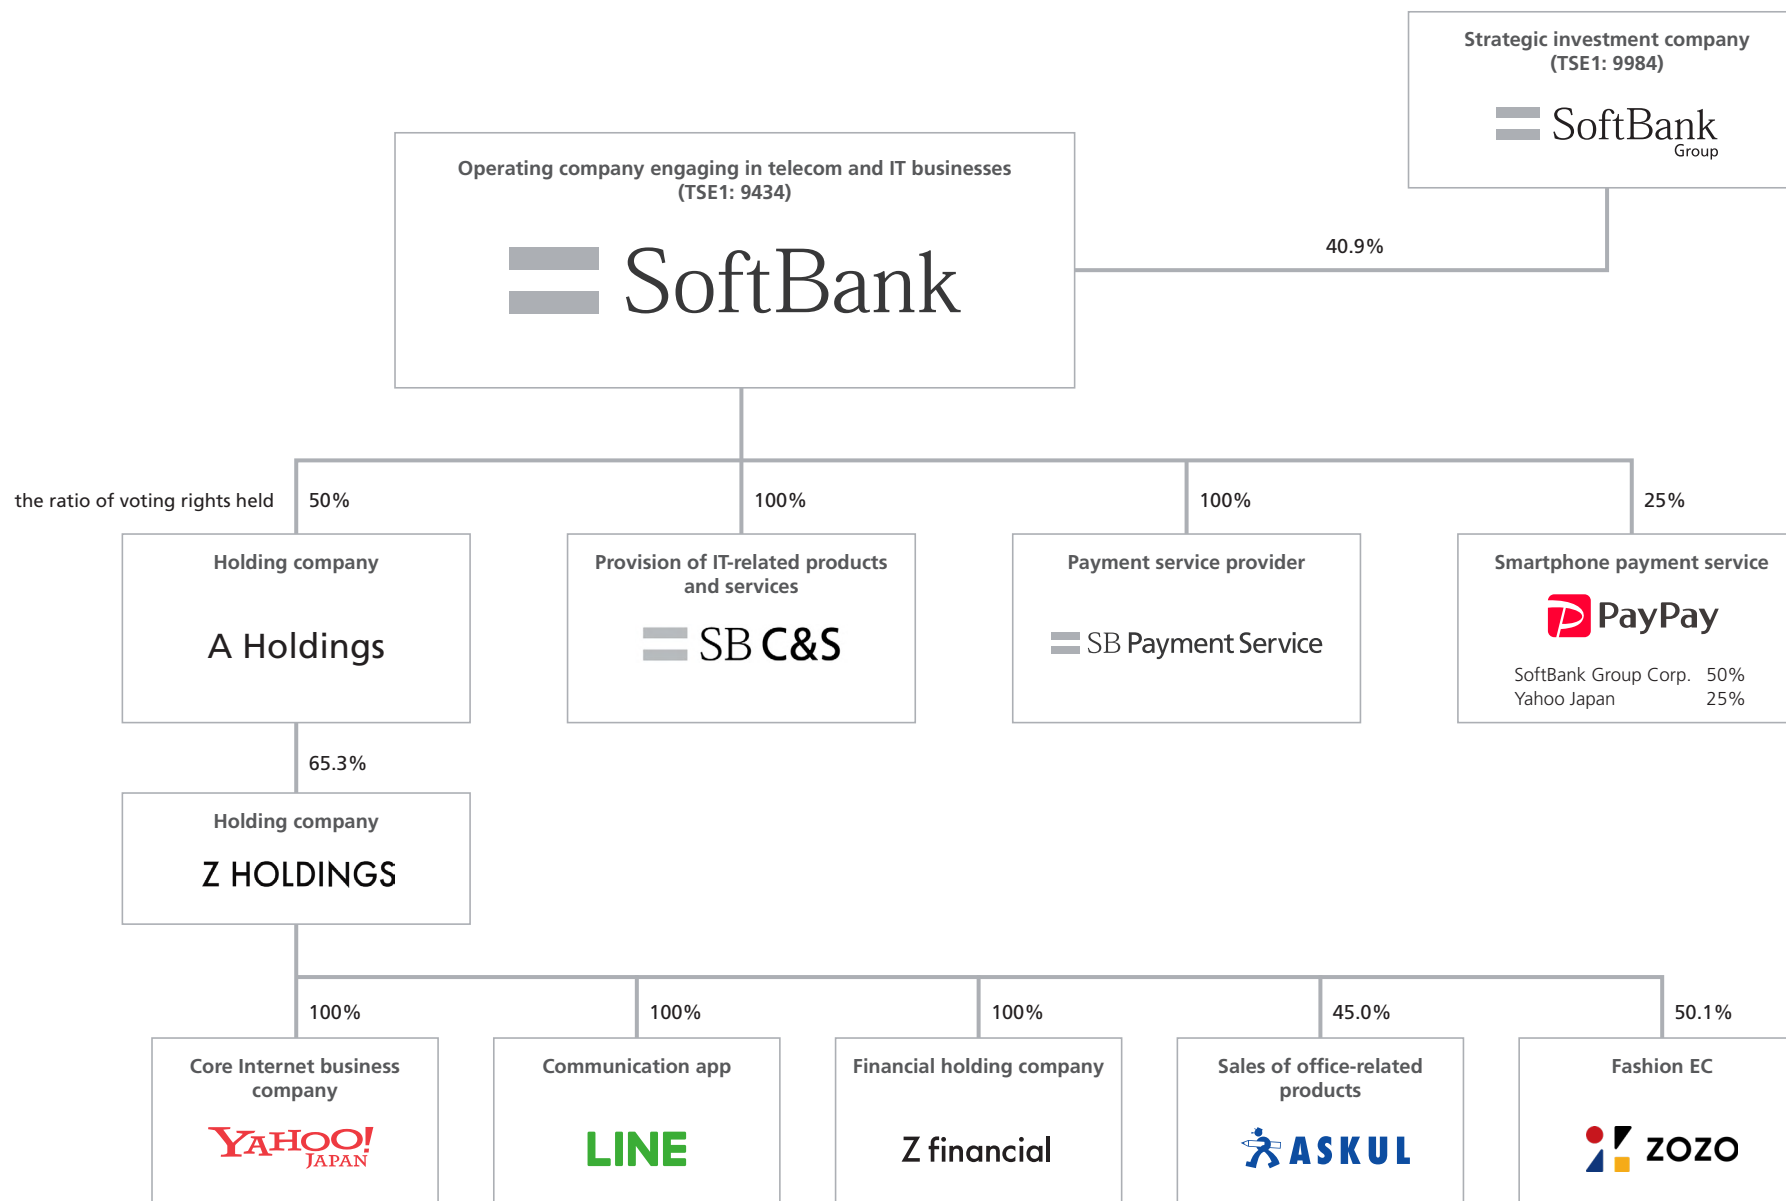 Strategic investment company
(TSE1: 9984)
SoftBank
Group
Operating company engaging in telecom and IT businesses
(TSE1: 9434)
SoftBank
40.9%
the ratio of voting rights held
50%
100%
100%
25%
Holding company
A Holdings
Provision of IT-related products
and services
SB C&S
Payment service provider
SB Payment Service
Smartphone payment service
PayPay
SoftBank Group Corp. 50%
Yahoo Japan 25%
65.3%
Holding company
Z HOLDINGS
100%
100%
100%
45.0%
50.1%
Core Internet business
company
YAHOO!
JAPAN
Communication app
LINE
Financial holding company
Z financial
Sales of office-related
products
ASKUL
Fashion EC
ZOZO